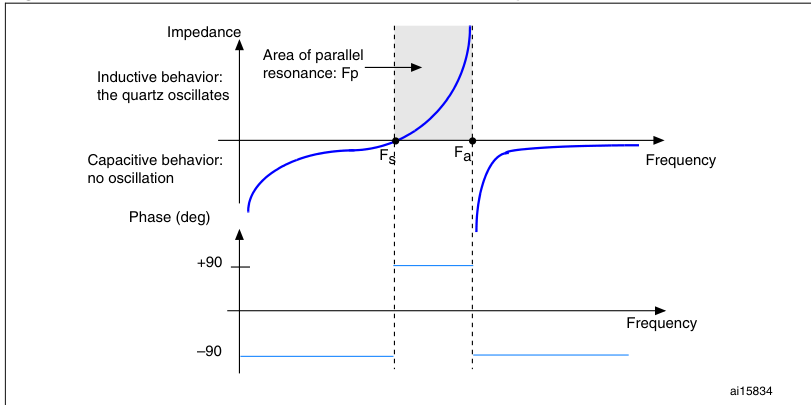 Impedance
Area of parallel
resonance: Fp
Inductive behavior:
the quartz oscillates
Fs
Fa
Frequency
Capacitive behavior:
no oscillation
Phase (deg)
+90
Frequency
–90
ai15834